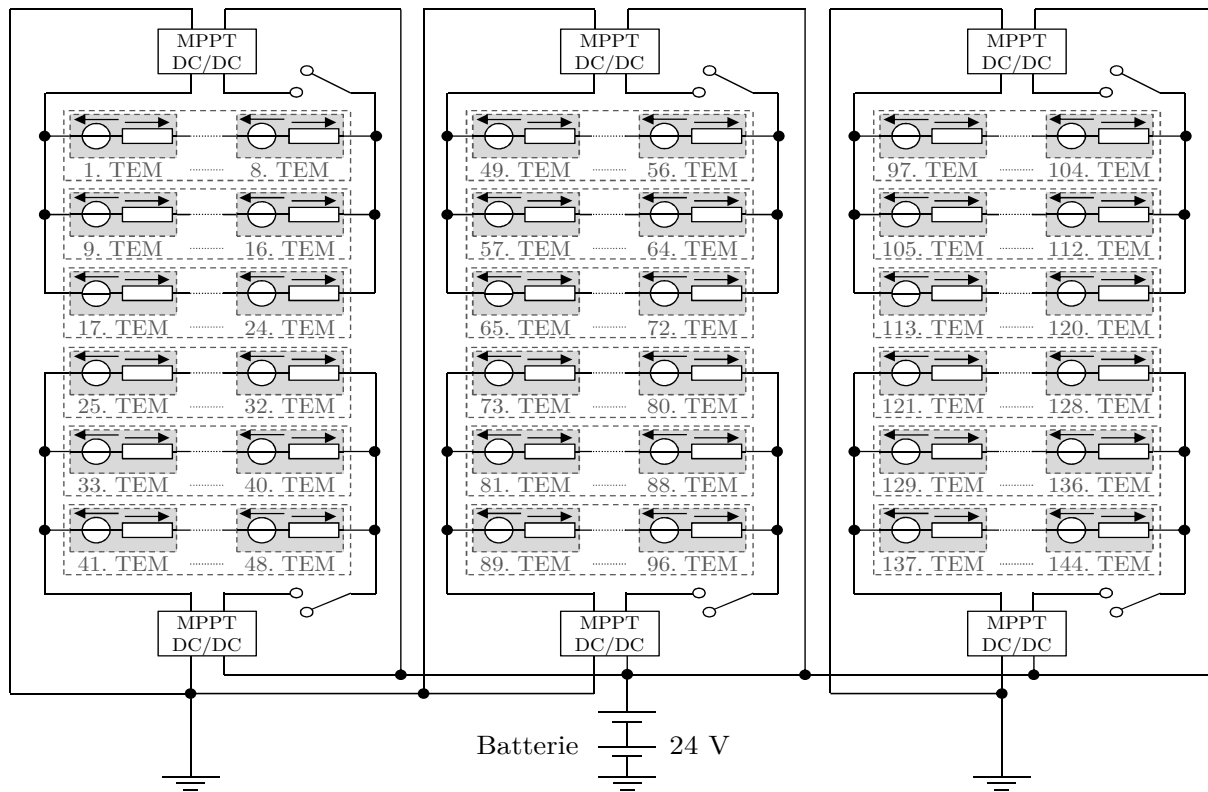 MPPT
DC/DC
MPPT
DC/DC
MPPT
DC/DC
1. TEM
8. TEM
49. TEM
56. TEM
97. TEM
104. TEM
9. TEM
16. TEM
57. TEM
64. TEM
105. TEM
112. TEM
17. TEM
24. TEM
65. TEM
72. TEM
113. TEM
120. TEM
25. TEM
32. TEM
73. TEM
80. TEM
121. TEM
128. TEM
33. TEM
40. TEM
81. TEM
88. TEM
129. TEM
136. TEM
41. TEM
48. TEM
89. TEM
96. TEM
137. TEM
144. TEM
MPPT
DC/DC
MPPT
DC/DC
MPPT
DC/DC
Batterie
24 V